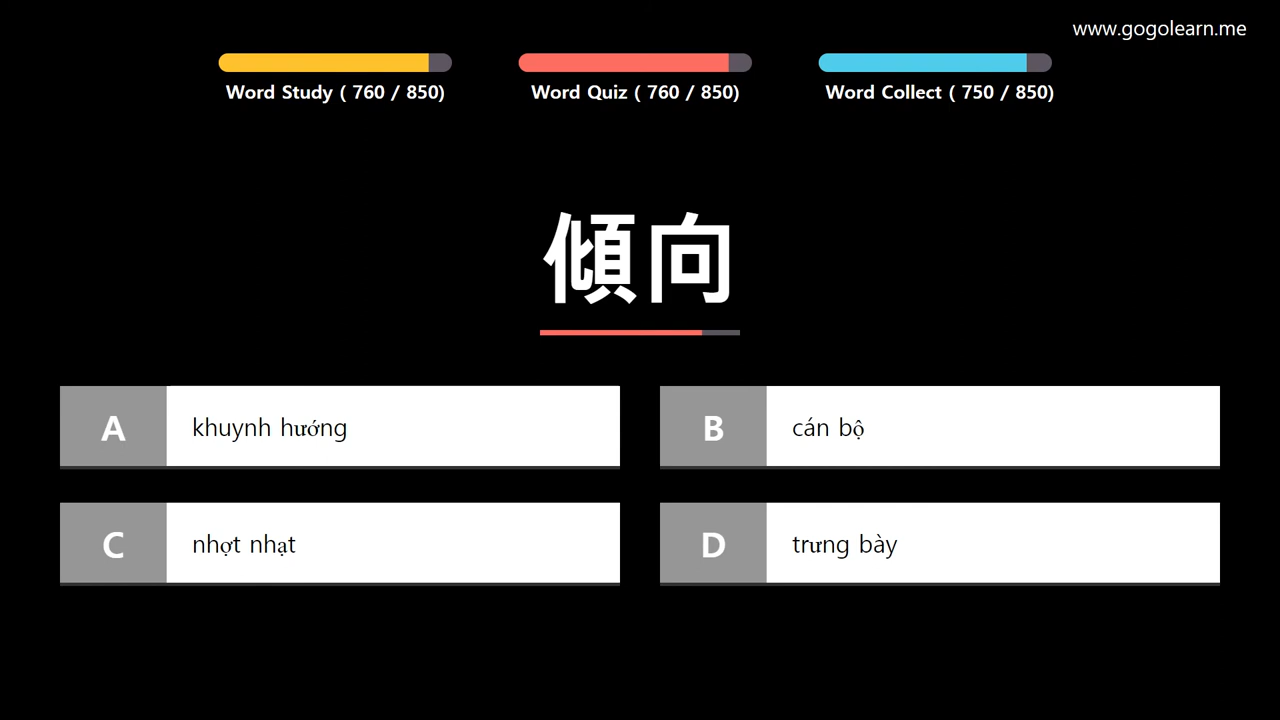 www.gogolearn.me
Word Study ( 760 / 850)
Word Quiz ( 760 / 850)
Word Collect ( 750 / 850)
傾向
A
khuynh hướng
B
cán bộ
C
nhợt nhạt
D
trưng bày